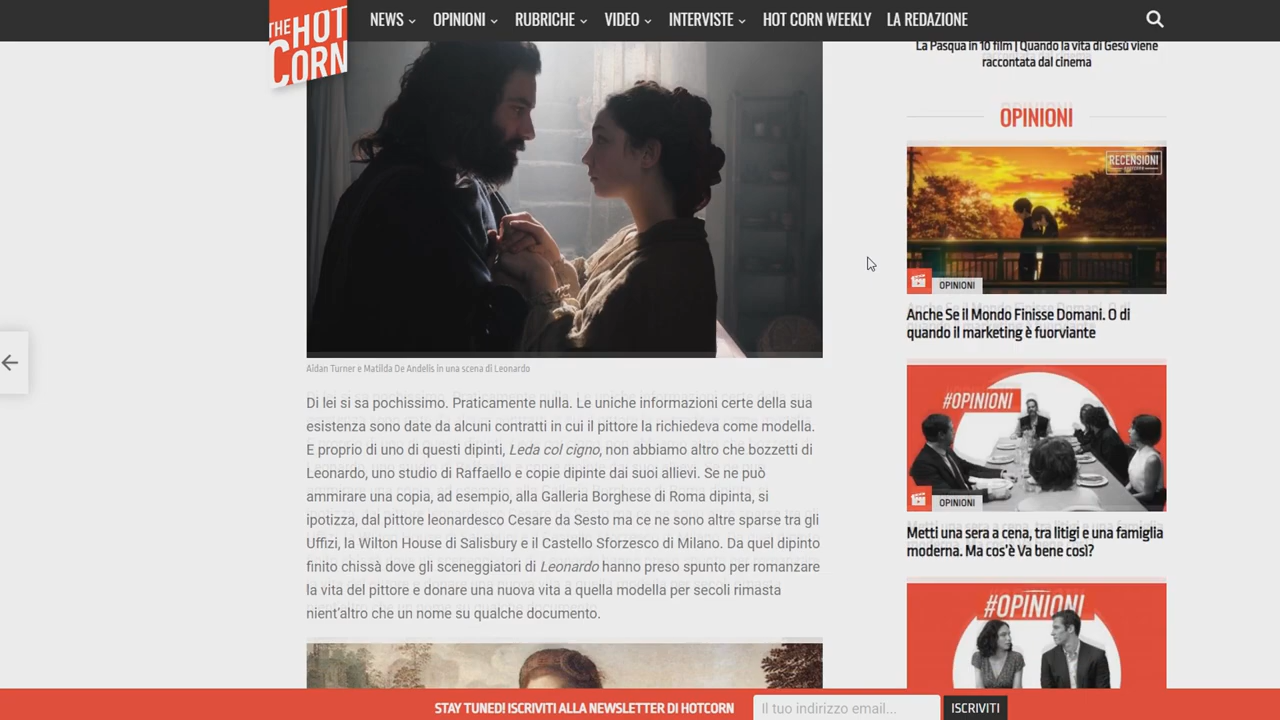 THE HOT CORN
NEWS OPINIONI RUBRICHE VIDEO INTERVISTE HOT CORN WEEKLY LA REDAZIONE
La Pasqua in 10 film | Quando la vita di Gesù viene
raccontata dal cinema
OPINIONI
RECENSIONI
OPINIONI
Anche Se il Mondo Finisse Domani. O di
quando il marketing è fuorviante
Aidan Turner e Matilda De Andelis in una scena di Leonardo
Di lei si sa pochissimo. Praticamente nulla. Le uniche informazioni certe della sua
esistenza sono date da alcuni contratti in cui il pittore la richiedeva come modella.
E proprio di uno di questi dipinti, Leda col cigno, non abbiamo altro che bozzetti di
Leonardo, uno studio di Raffaello e copie dipinte dai suoi allievi. Se ne può
ammirare una copia, ad esempio, alla Galleria Borghese di Roma dipinta, si
ipotizza, dal pittore leonardesco Cesare da Sesto ma ce ne sono altre sparse tra gli
Uffizi, la Wilton House di Salisbury e il Castello Sforzesco di Milano. Da quel dipinto
finito chissà dove gli sceneggiatori di Leonardo hanno preso spunto per romanzare
la vita del pittore e donare una nuova vita a quella modella per secoli rimasta
nient'altro che un nome su qualche documento.
#OPINIONI
OPINIONI
Metti una sera a cena, tra litigi e una famiglia
moderna. Ma cos'è Va bene così?
#OPINIONI
STAY TUNED! ISCRIVITI ALLA NEWSLETTER DI HOTCORN
Il tuo indirizzo email...
ISCRIVITI